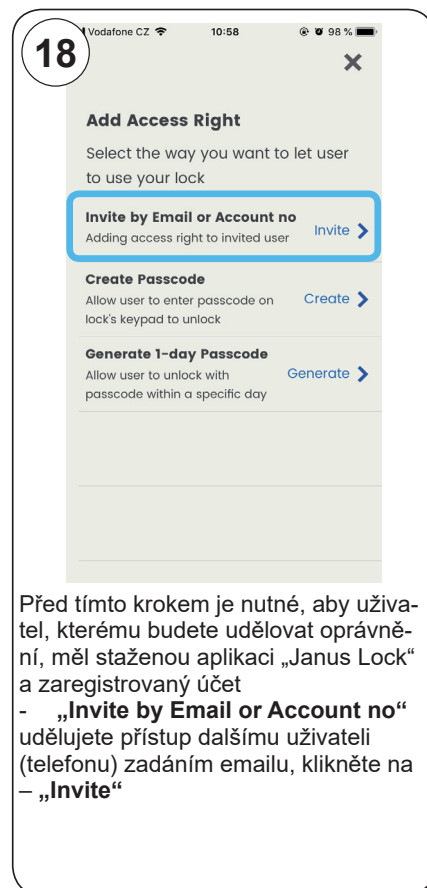 18
Vodafone CZ 10:58 98 %
Add Access Right
Select the way you want to let user
to use your lock
Invite by Email or Account no
Adding access right to invited user
Invite
Create Passcode
Allow user to enter passcode on
lock's keypad to unlock
Create
Generate 1-day Passcode
Allow user to unlock with
passcode within a specific day
Generate
Před tímto krokem je nutné, aby uživa-
tel, kterému budete udělovat oprávně-
ní, měl staženou aplikaci „Janus Lock“
a zaregistrovaný účet
- „Invite by Email or Account no“
udělujete přístup dalšímu uživateli
(telefonu) zadáním emailu, klikněte na
– „Invite“